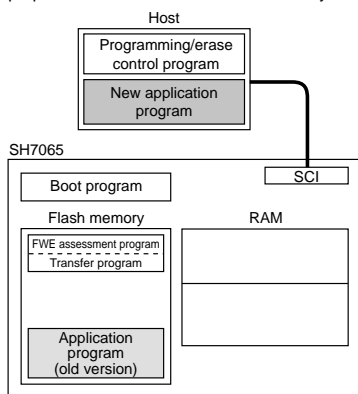 Host
Programming/erase
control program
New application
program
SH7065
SCI
Boot program
Flash memory
RAM
FWE assessment program
Transfer program
Application
program
(old version)